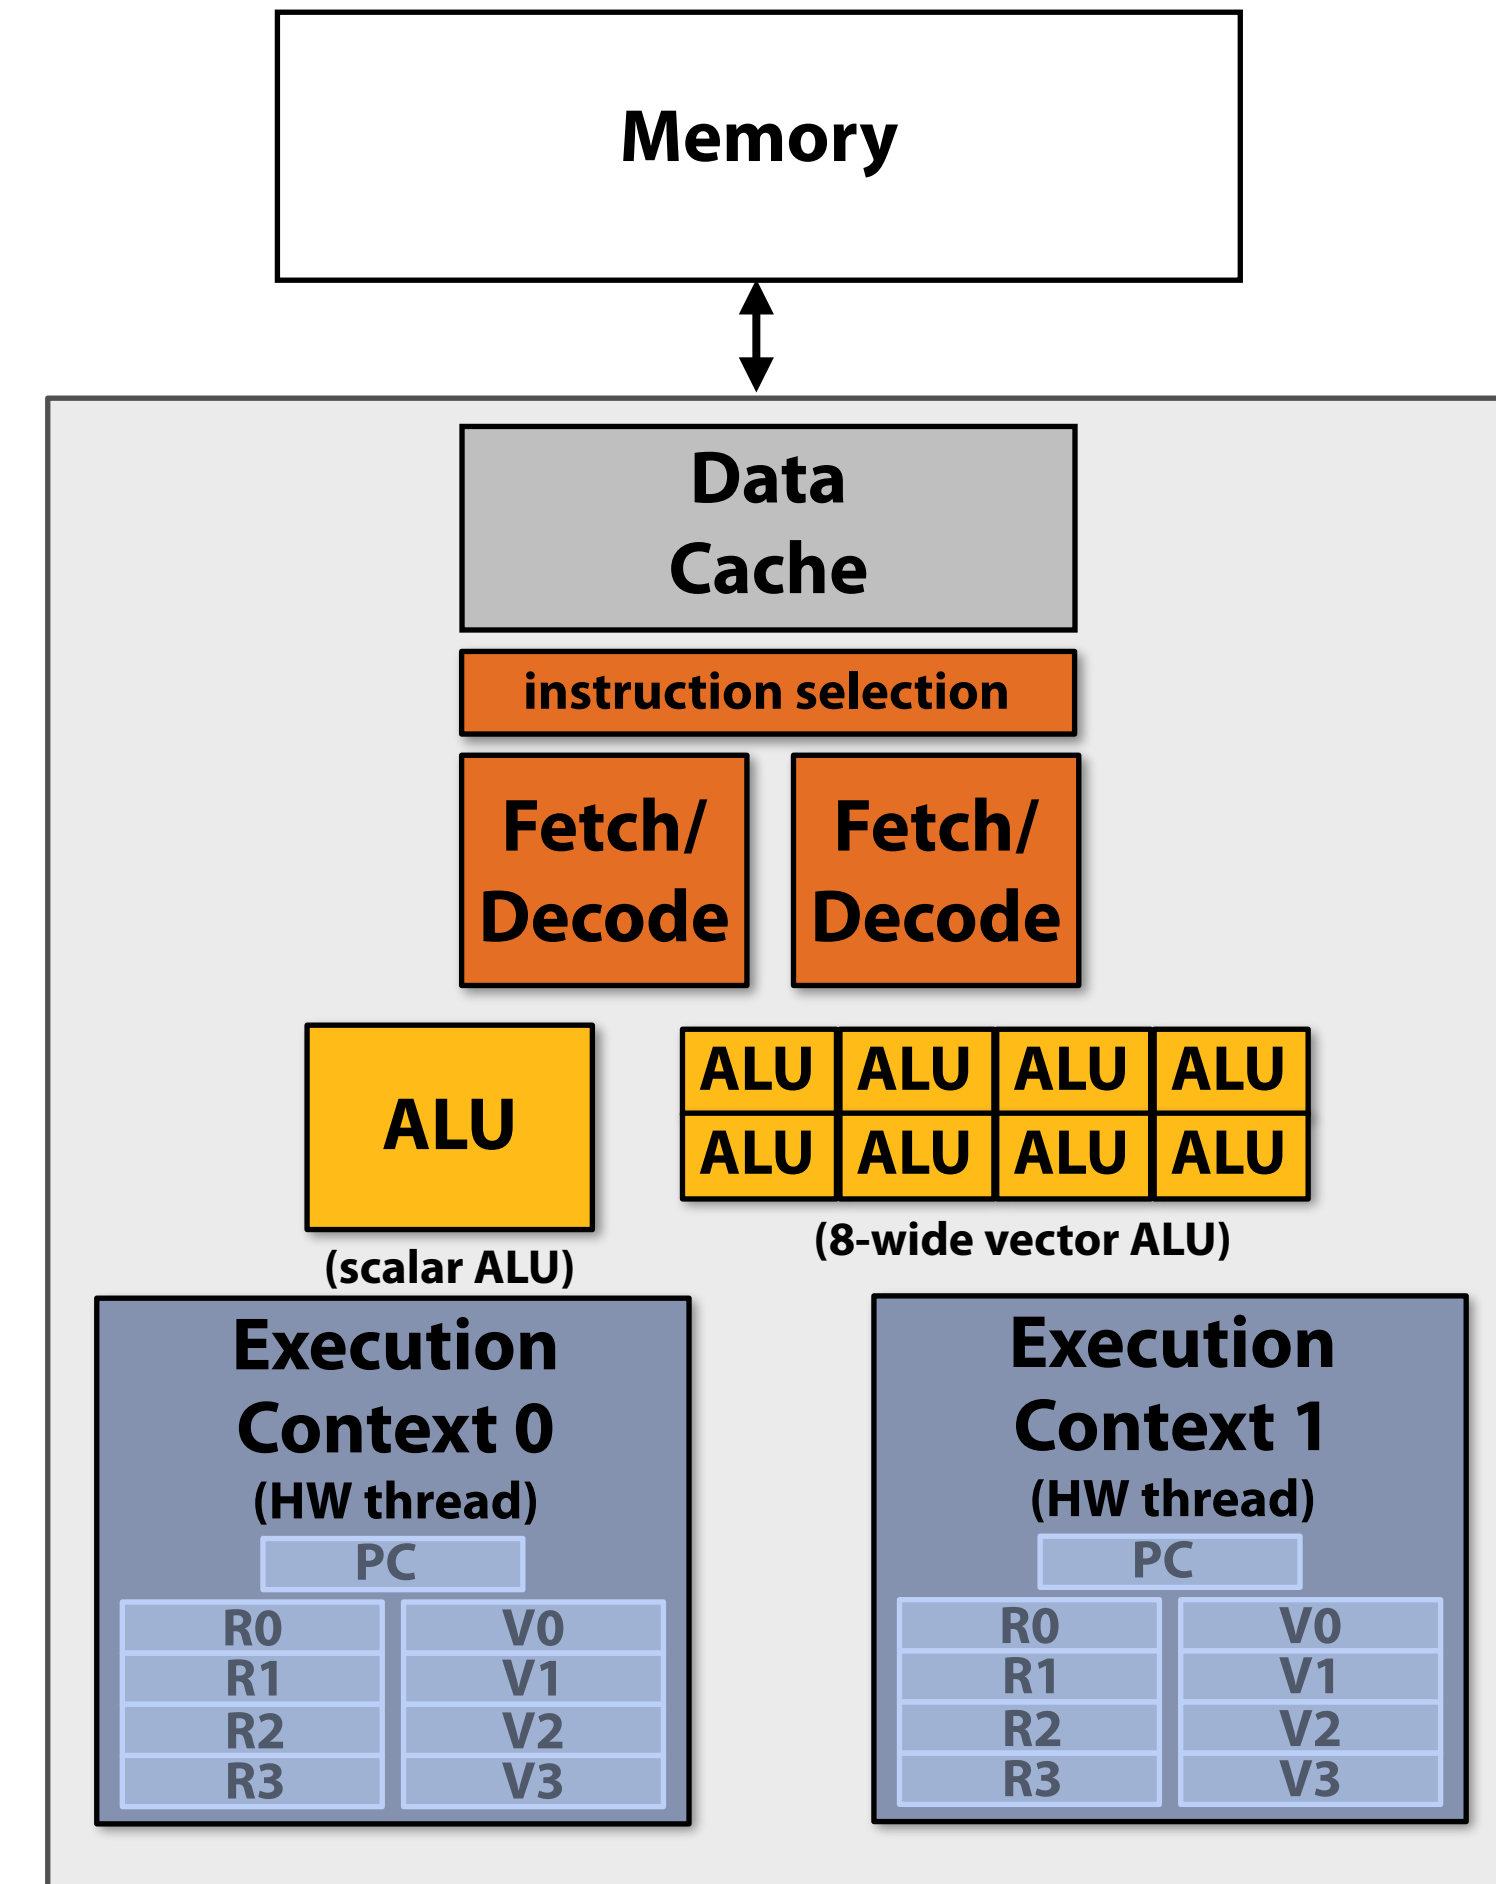 Memory
Data
Cache
instruction selection
Fetch/
Decode
Fetch/
Decode
ALU
(scalar ALU)
ALU ALU ALU ALU
ALU ALU ALU ALU
(8-wide vector ALU)
Execution
Context 0
(HW thread)
PC
R0 V0
R1 V1
R2 V2
R3 V3
Execution
Context 1
(HW thread)
PC
R0 V0
R1 V1
R2 V2
R3 V3